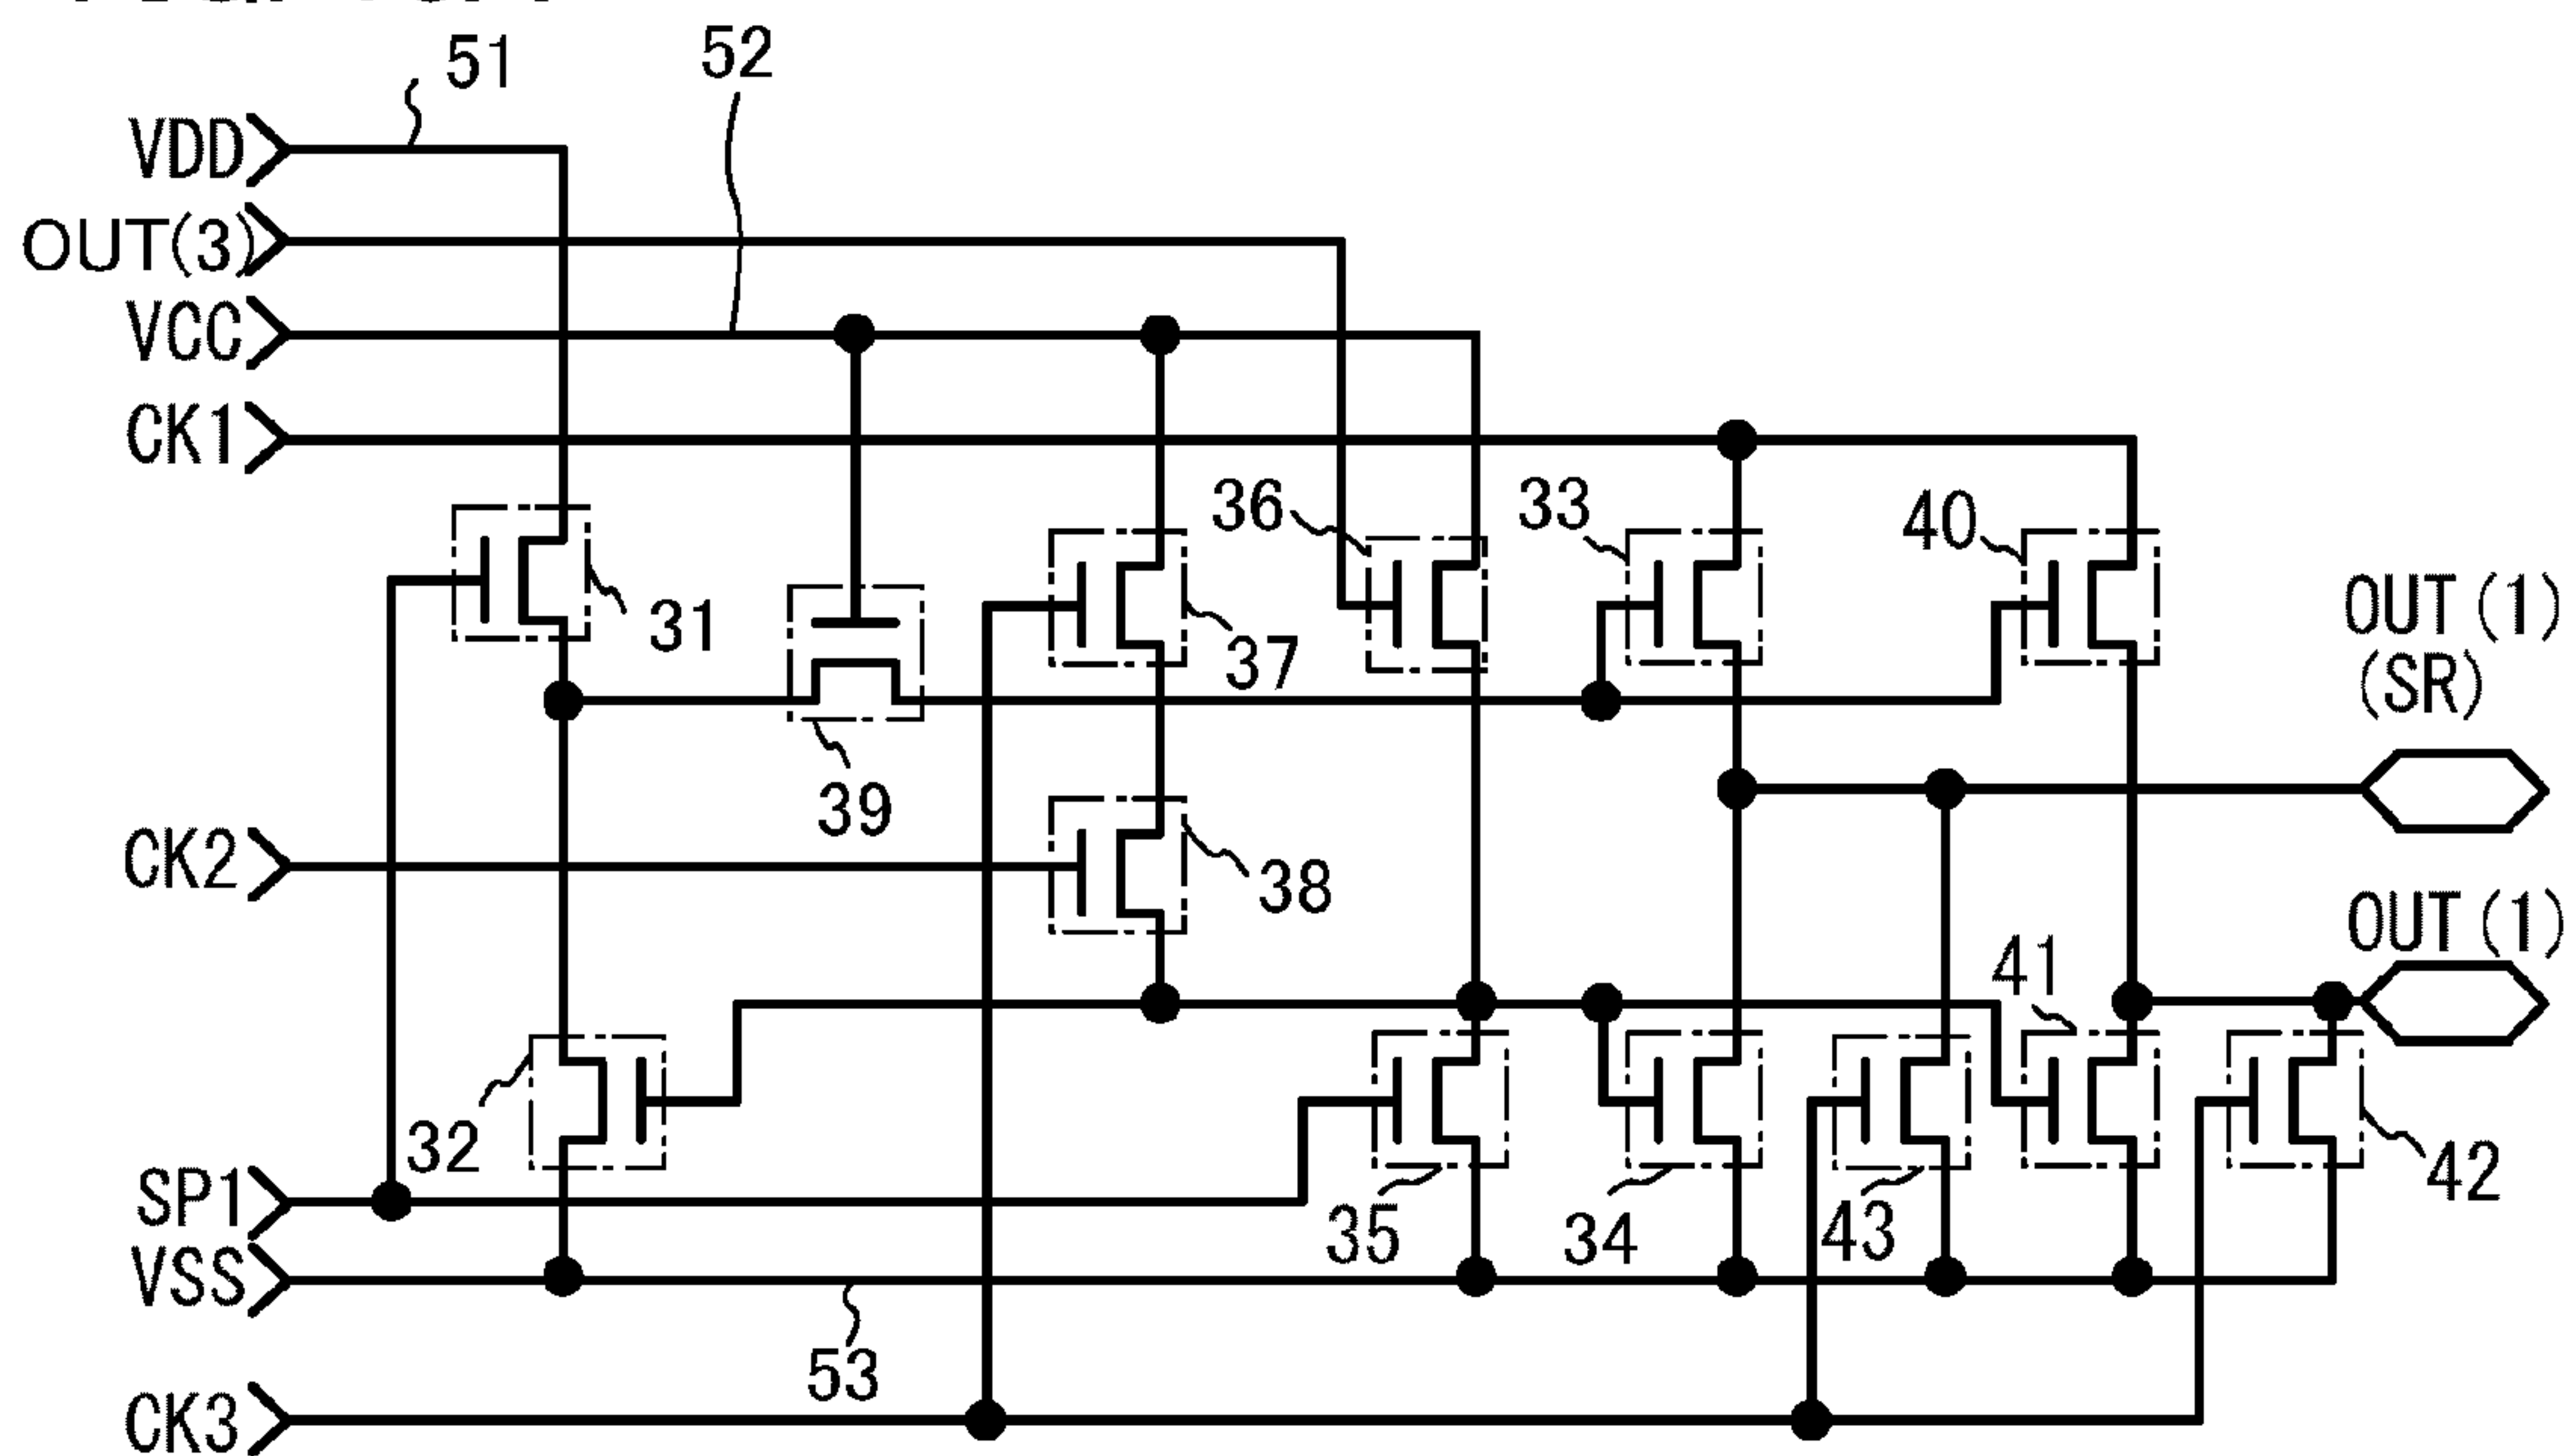 51
52
VDD
OUT(3)
VCC
CK1
36
33
40
31
37
OUT(1)
(SR)
39
CK2
38
OUT(1)
41
32
SP1
35
34
43
42
VSS
53
CK3